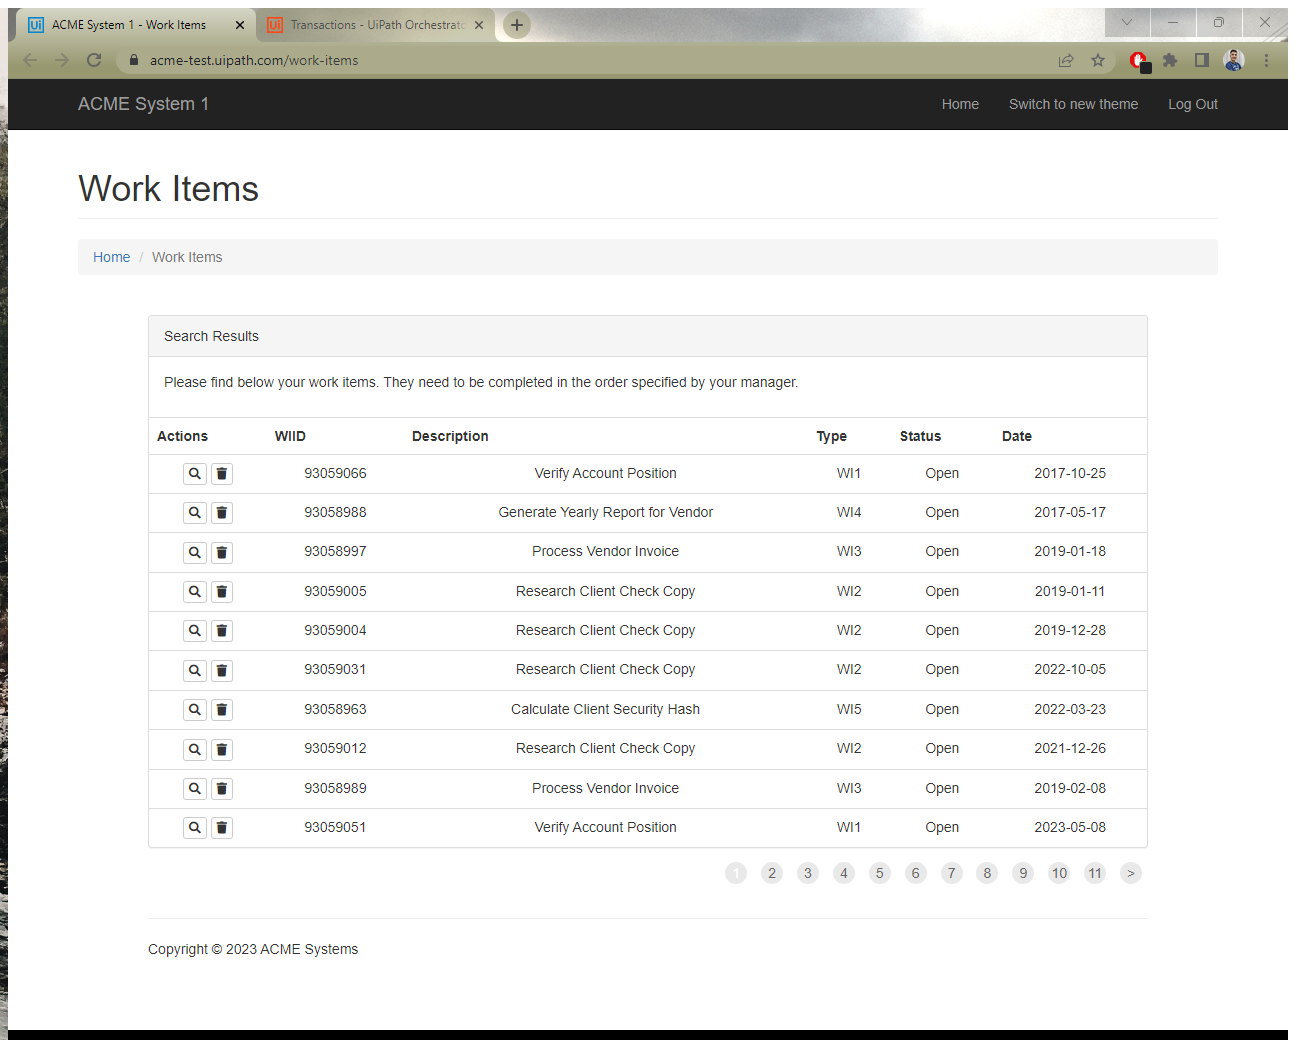 ACME System 1 - Work Items
Transactions - UiPath Orchestrato
acme-test.uipath.com/work-items
ACME System 1 Home Switch to new theme Log Out
Work Items
Home / Work Items
Search Results
Please find below your work items. They need to be completed in the order specified by your manager.
Actions WIID Description Type Status Date
93059066 Verify Account Position WI1 Open 2017-10-25
93058988 Generate Yearly Report for Vendor WI4 Open 2017-05-17
93058997 Process Vendor Invoice WI3 Open 2019-01-18
93059005 Research Client Check Copy WI2 Open 2019-01-11
93059004 Research Client Check Copy WI2 Open 2019-12-28
93059031 Research Client Check Copy WI2 Open 2022-10-05
93058963 Calculate Client Security Hash WI5 Open 2022-03-23
93059012 Research Client Check Copy WI2 Open 2021-12-26
93058989 Process Vendor Invoice WI3 Open 2019-02-08
93059051 Verify Account Position WI1 Open 2023-05-08
1 2 3 4 5 6 7 8 9 10 11 >
Copyright © 2023 ACME Systems